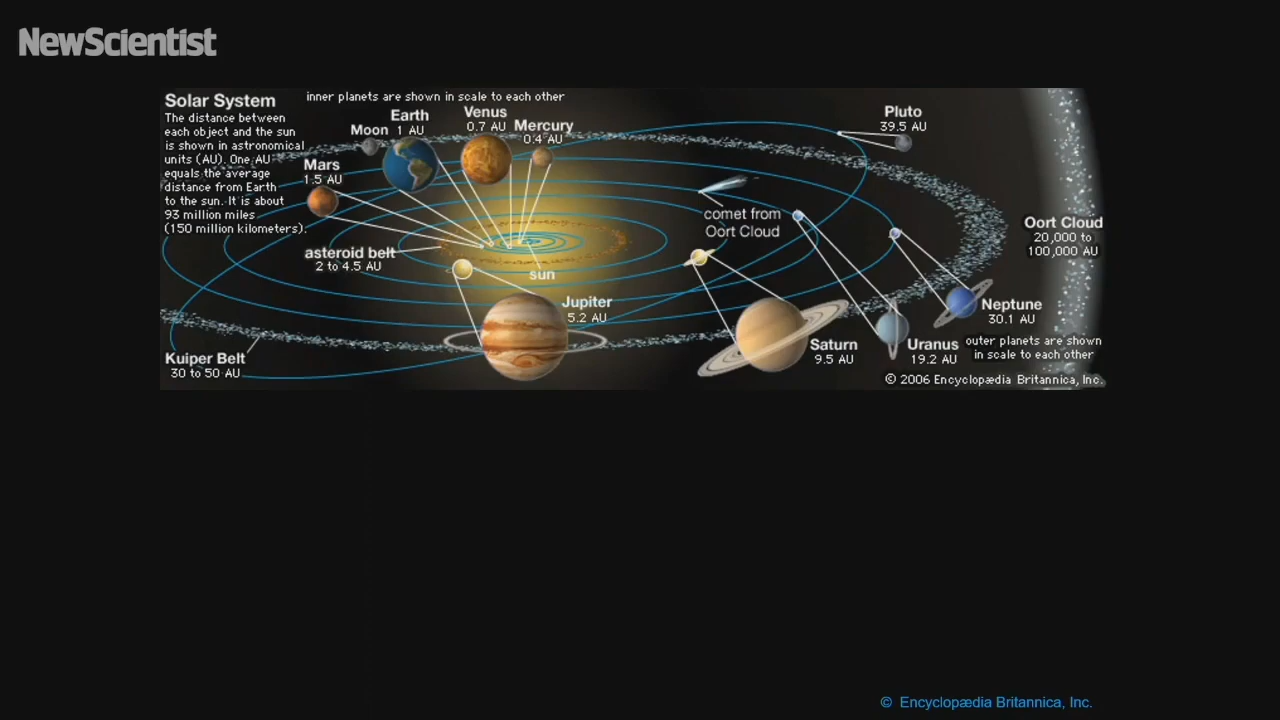 NewScientist
Solar System
The distance between
each object and the sun
is shown in astronomical
units (AU). One AU
equals the average
distance from Earth
to the sun. It is about
93 million miles
(150 million kilometers).
inner planets are shown in scale to each other
Moon
Earth
1 AU
Venus
0.7 AU
Mercury
0.4 AU
Mars
1.5 AU
Pluto
39.5 AU
comet from
Oort Cloud
Oort Cloud
20,000 to
100,000 AU
asteroid belt
2 to 4.5 AU
sun
Jupiter
5.2 AU
Saturn
9.5 AU
Uranus
19.2 AU
Neptune
30.1 AU
outer planets are shown
in scale to each other
Kuiper Belt
30 to 50 AU
© 2006 Encyclopædia Britannica, Inc.
© Encyclopædia Britannica, Inc.